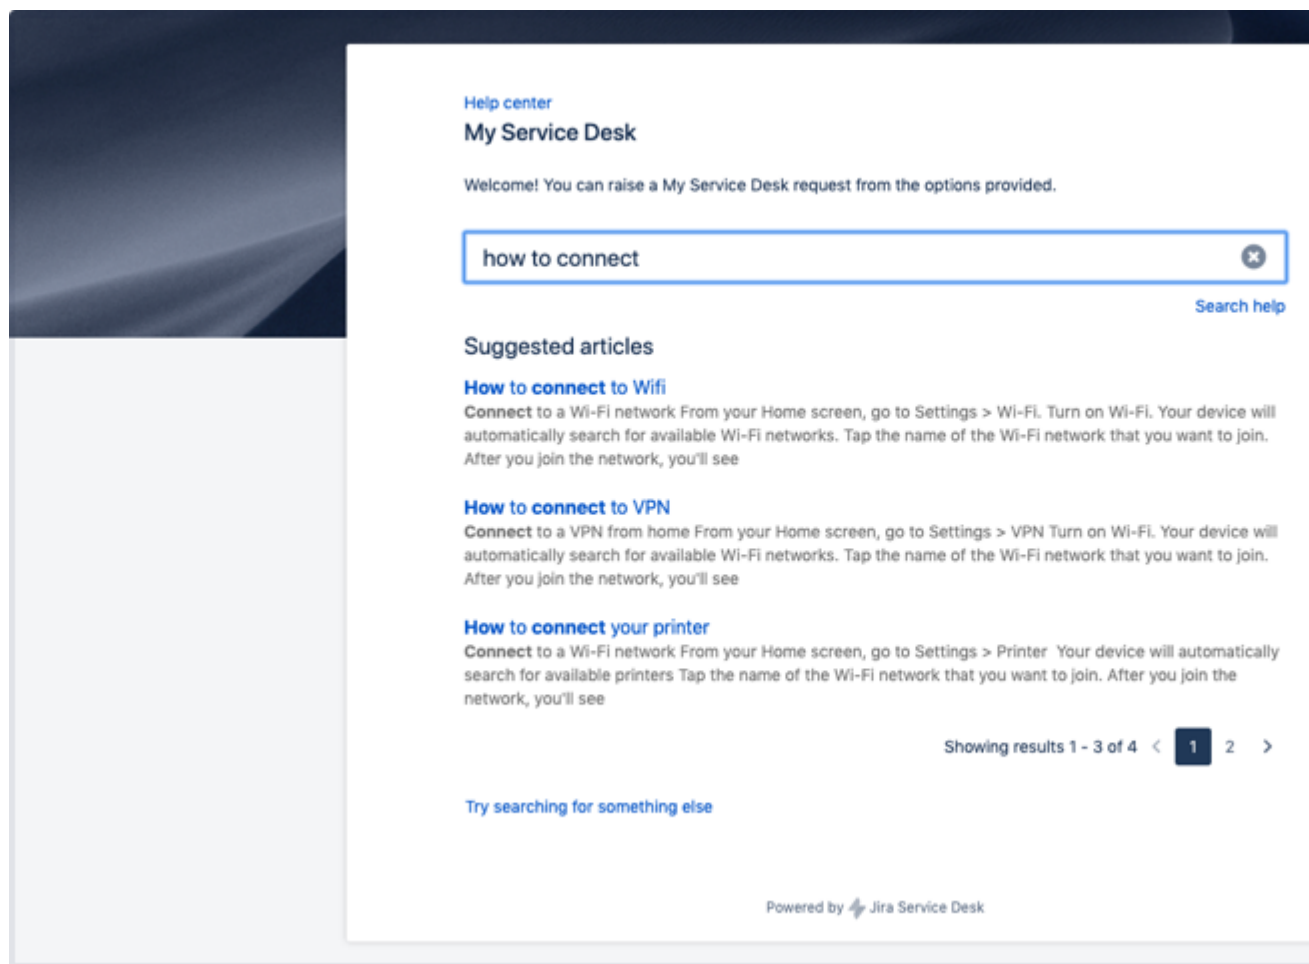 Help center
My Service Desk
Welcome! You can raise a My Service Desk request from the options provided.
how to connect
Search help
Suggested articles
How to connect to Wifi
Connect to a Wi-Fi network From your Home screen, go to Settings > Wi-Fi. Turn on Wi-Fi. Your device will
automatically search for available Wi-Fi networks. Tap the name of the Wi-Fi network that you want to join.
After you join the network, you'll see
How to connect to VPN
Connect to a VPN from home From your Home screen, go to Settings > VPN Turn on Wi-Fi. Your device will
automatically search for available Wi-Fi networks. Tap the name of the Wi-Fi network that you want to join.
After you join the network, you'll see
How to connect your printer
Connect to a Wi-Fi network From your Home screen, go to Settings > Printer  Your device will automatically
search for available printers Tap the name of the Wi-Fi network that you want to join. After you join the
network, you'll see
Showing results 1 - 3 of 4 < 1 2 >
Try searching for something else
Powered by Jira Service Desk